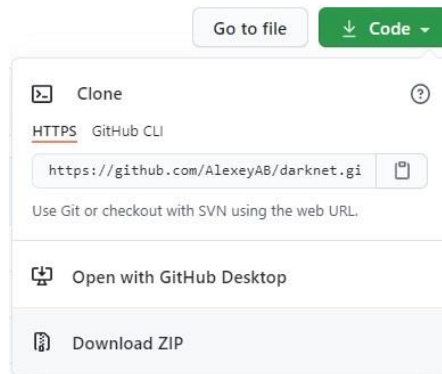 Go to file
Code
Clone
HTTPS GitHub CLI
https://github.com/AlexeyAB/darknet.gi
Use Git or checkout with SVN using the web URL.
Open with GitHub Desktop
Download ZIP